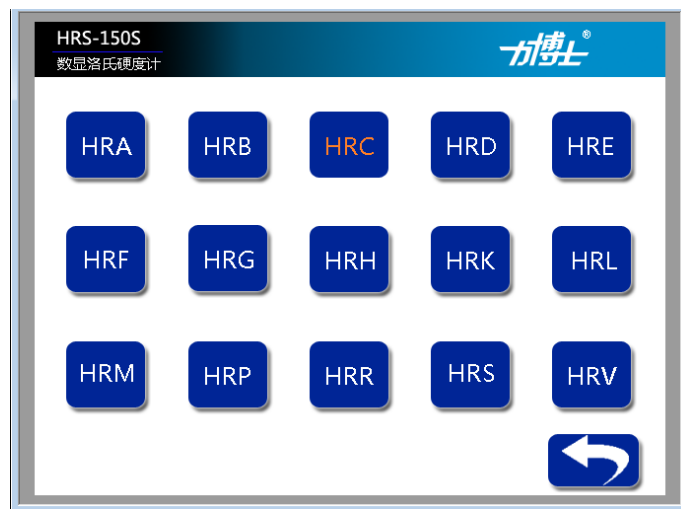 HRS-150S
数显洛氏硬度计
力博士®
HRA HRB HRC HRD HRE
HRF HRG HRH HRK HRL
HRM HRP HRR HRS HRV